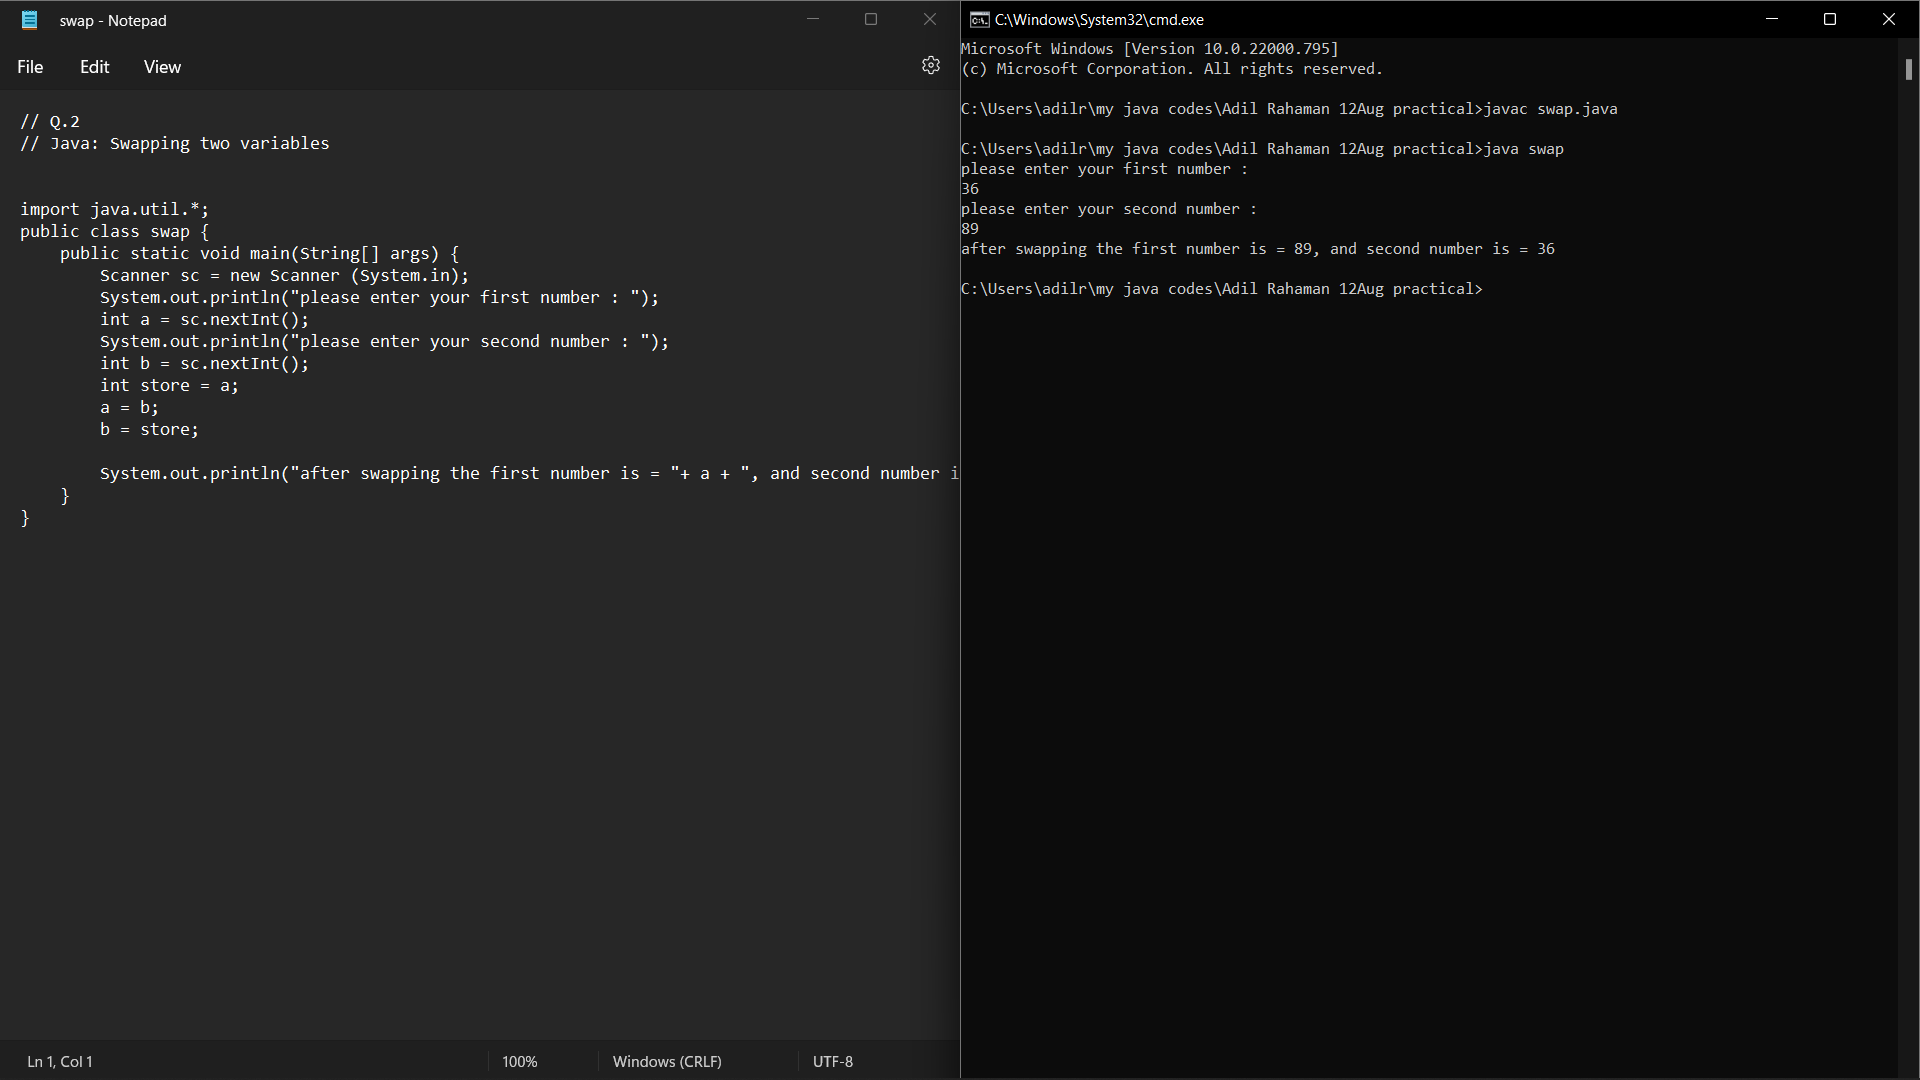 swap - Notepad
File Edit View
// Q.2
// Java: Swapping two variables
import java.util.*;
public class swap {
    public static void main(String[] args) {
        Scanner sc = new Scanner (System.in);
        System.out.println("please enter your first number : ");
        int a = sc.nextInt();
        System.out.println("please enter your second number : ");
        int b = sc.nextInt();
        int store = a;
        a = b;
        b = store;
        System.out.println("after swapping the first number is = "+ a + ", and second number i
    }
}
Ln 1, Col 1 100% Windows (CRLF) UTF-8
C:\Windows\System32\cmd.exe
Microsoft Windows [Version 10.0.22000.795]
(c) Microsoft Corporation. All rights reserved.
C:\Users\adilr\my java codes\Adil Rahaman 12Aug practical>javac swap.java
C:\Users\adilr\my java codes\Adil Rahaman 12Aug practical>java swap
please enter your first number :
36
please enter your second number :
89
after swapping the first number is = 89, and second number is = 36
C:\Users\adilr\my java codes\Adil Rahaman 12Aug practical>